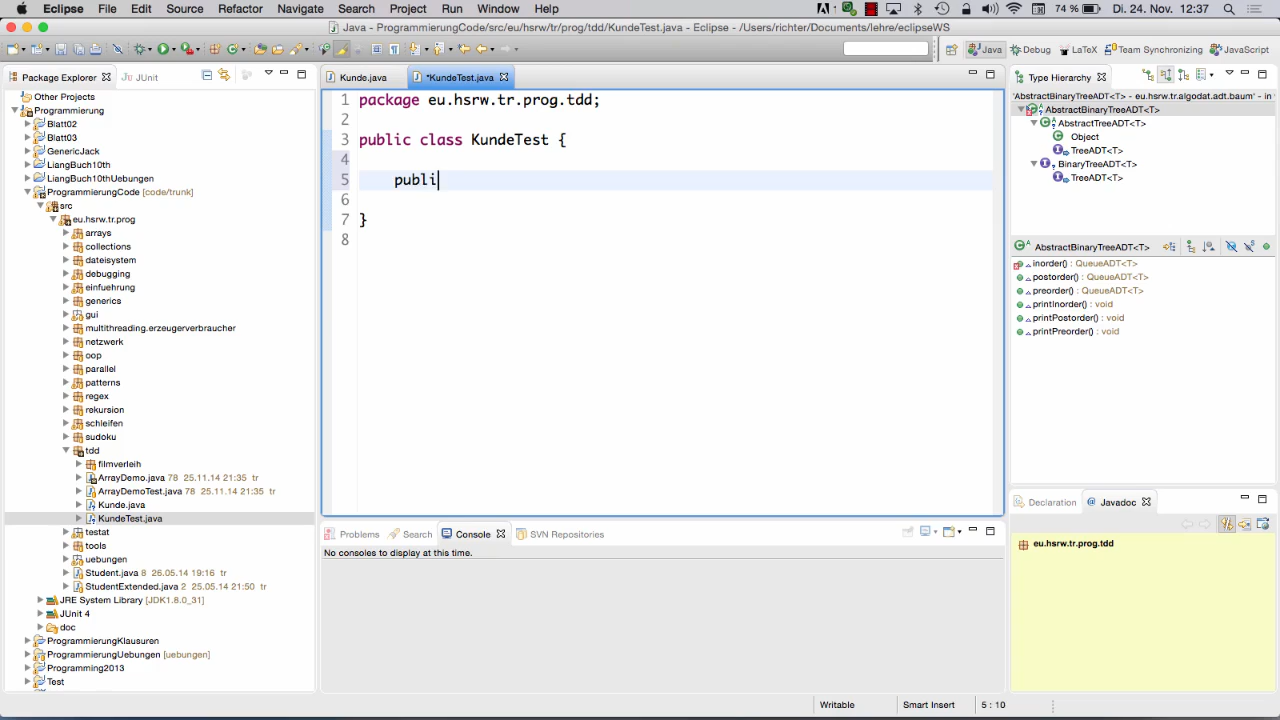 Eclipse File Edit Source Refactor Navigate Search Project Run Window Help 74 % Di. 24. Nov. 12:37
Java - ProgrammierungCode/src/eu/hsrw/tr/prog/tdd/KundeTest.java - Eclipse - /Users/richter/Documents/lehre/eclipseWS
Java Debug LaTeX Team Synchronizing JavaScript
Package Explorer JUnit
Other Projects
Programmierung
Blatt02
Blatt03
GenericJack
LiangBuch10th
LiangBuch10thUebungen
ProgrammierungCode [code/trunk]
src
eu.hsrw.tr.prog
arrays
collections
dateisystem
debugging
einfuehrung
generics
gui
multithreading.erzeugerverbraucher
netzwerk
oop
parallel
patterns
regex
rekursion
schleifen
sudoku
tdd
filmverleih
ArrayDemo.java 78 25.11.14 21:35 tr
ArrayDemoTest.java 78 25.11.14 21:35 tr
Kunde.java
KundeTest.java
testat
tools
uebungen
Student.java 8 26.05.14 19:16 tr
StudentExtended.java 2 25.05.14 21:50 tr
JRE System Library [JDK1.8.0_31]
JUnit 4
doc
ProgrammierungKlausuren
ProgrammierungUebungen [uebungen]
Programming2013
Test
Kunde.java *KundeTest.java
1 package eu.hsrw.tr.prog.tdd;
2
3 public class KundeTest {
4
5 publi
6
7 }
8
Problems Search Console SVN Repositories
No consoles to display at this time.
Type Hierarchy
'AbstractBinaryTreeADT<T> - eu.hsrw.tr.algodat.adt.baum' - in
AbstractBinaryTreeADT<T>
AbstractTreeADT<T>
Object
TreeADT<T>
BinaryTreeADT<T>
TreeADT<T>
AbstractBinaryTreeADT<T>
inorder() : QueueADT<T>
postorder() : QueueADT<T>
preorder() : QueueADT<T>
printInorder() : void
printPostorder() : void
printPreorder() : void
Declaration @ Javadoc
eu.hsrw.tr.prog.tdd
Writable Smart Insert 5 : 10